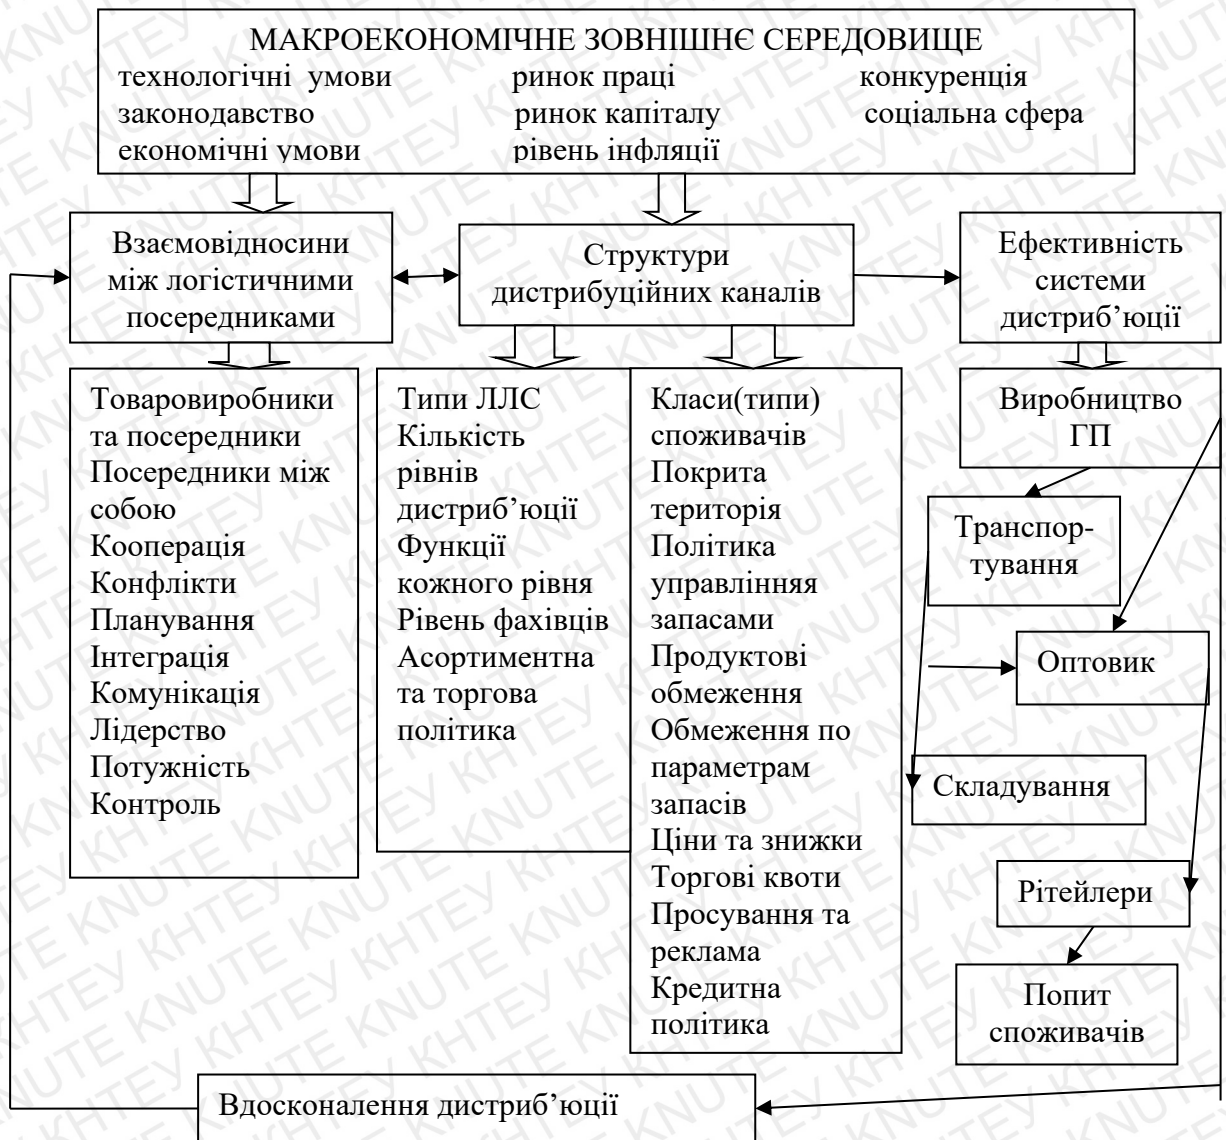 МАКРОЕКОНОМІЧНЕ ЗОВНІШНЄ СЕРЕДОВИЩЕ
технологічні умови ринок праці конкуренція
законодавство ринок капіталу соціальна сфера
економічні умови рівень інфляції
Взаємовідносини
між логістичними
посередниками
Структури
дистрибуційних каналів
Ефективність
системи
дистриб’юції
Товаровиробники
та посередники
Посередники між
собою
Кооперація
Конфлікти
Планування
Інтеграція
Комунікація
Лідерство
Потужність
Контроль
Типи ЛЛС
Кількість
рівнів
дистриб’юції
Функції
кожного рівня
Рівень фахівців
Асортиментна
та торгова
політика
Класи(типи)
споживачів
Покрита
територія
Політика
управлінняя
запасами
Продуктові
обмеження
Обмеження по
параметрам
запасів
Ціни та знижки
Торгові квоти
Просування та
реклама
Кредитна
політика
Виробництво
ГП
Транспор-
тування
Оптовик
Складування
Рітейлери
Попит
споживачів
Вдосконалення дистриб’юції